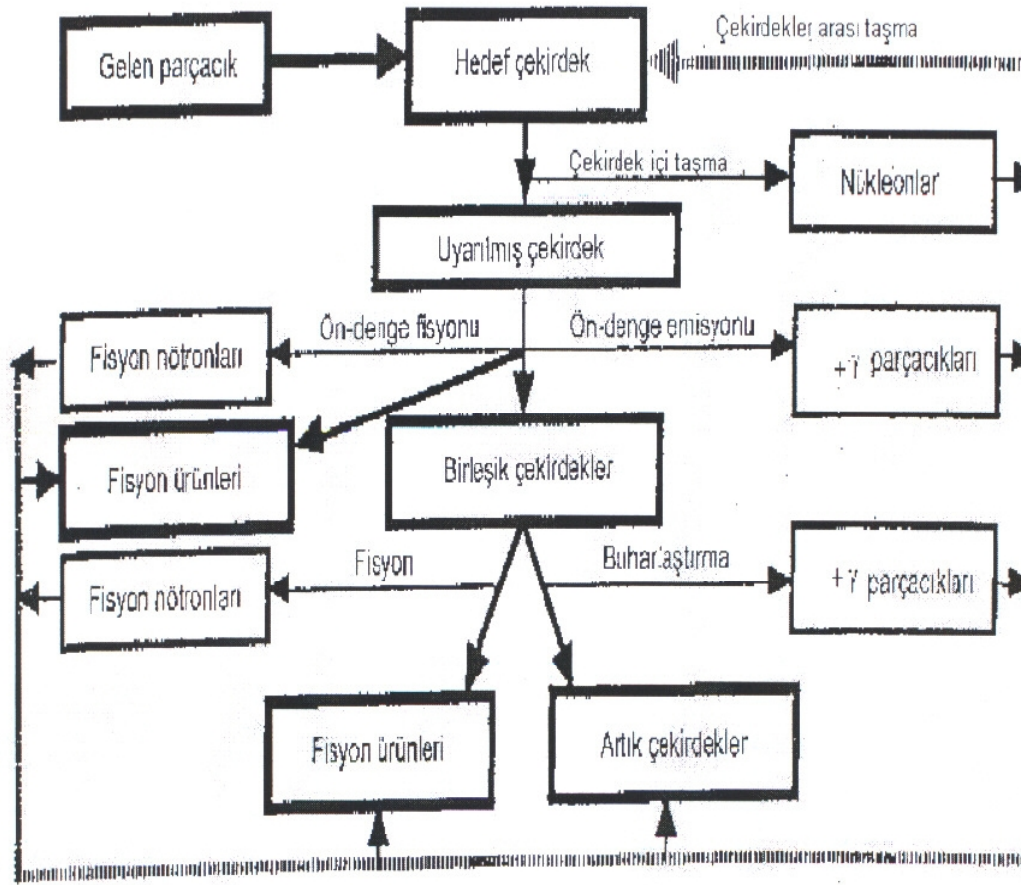 Çekirdekler arası taşma
Gelen parçacık
Hedef çekirdek
Çekirdek içi taşma
Nükleonlar
Uyarılmış çekirdek
Ön-denge fisyonu
Ön-denge emisyonu
Fisyon nötronları
+γ parçacıkları
Fisyon ürünleri
Birleşik çekirdekler
Fisyon
Buharlaştırma
Fisyon nötronları
+γ parçacıkları
Fisyon ürünleri
Artık çekirdekler